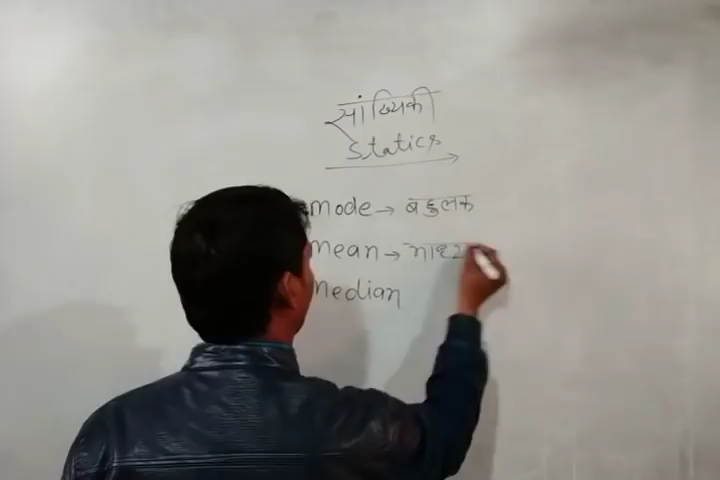 सांख्यिकी
Statics
mode → बहुलक
mean → माध्य
median